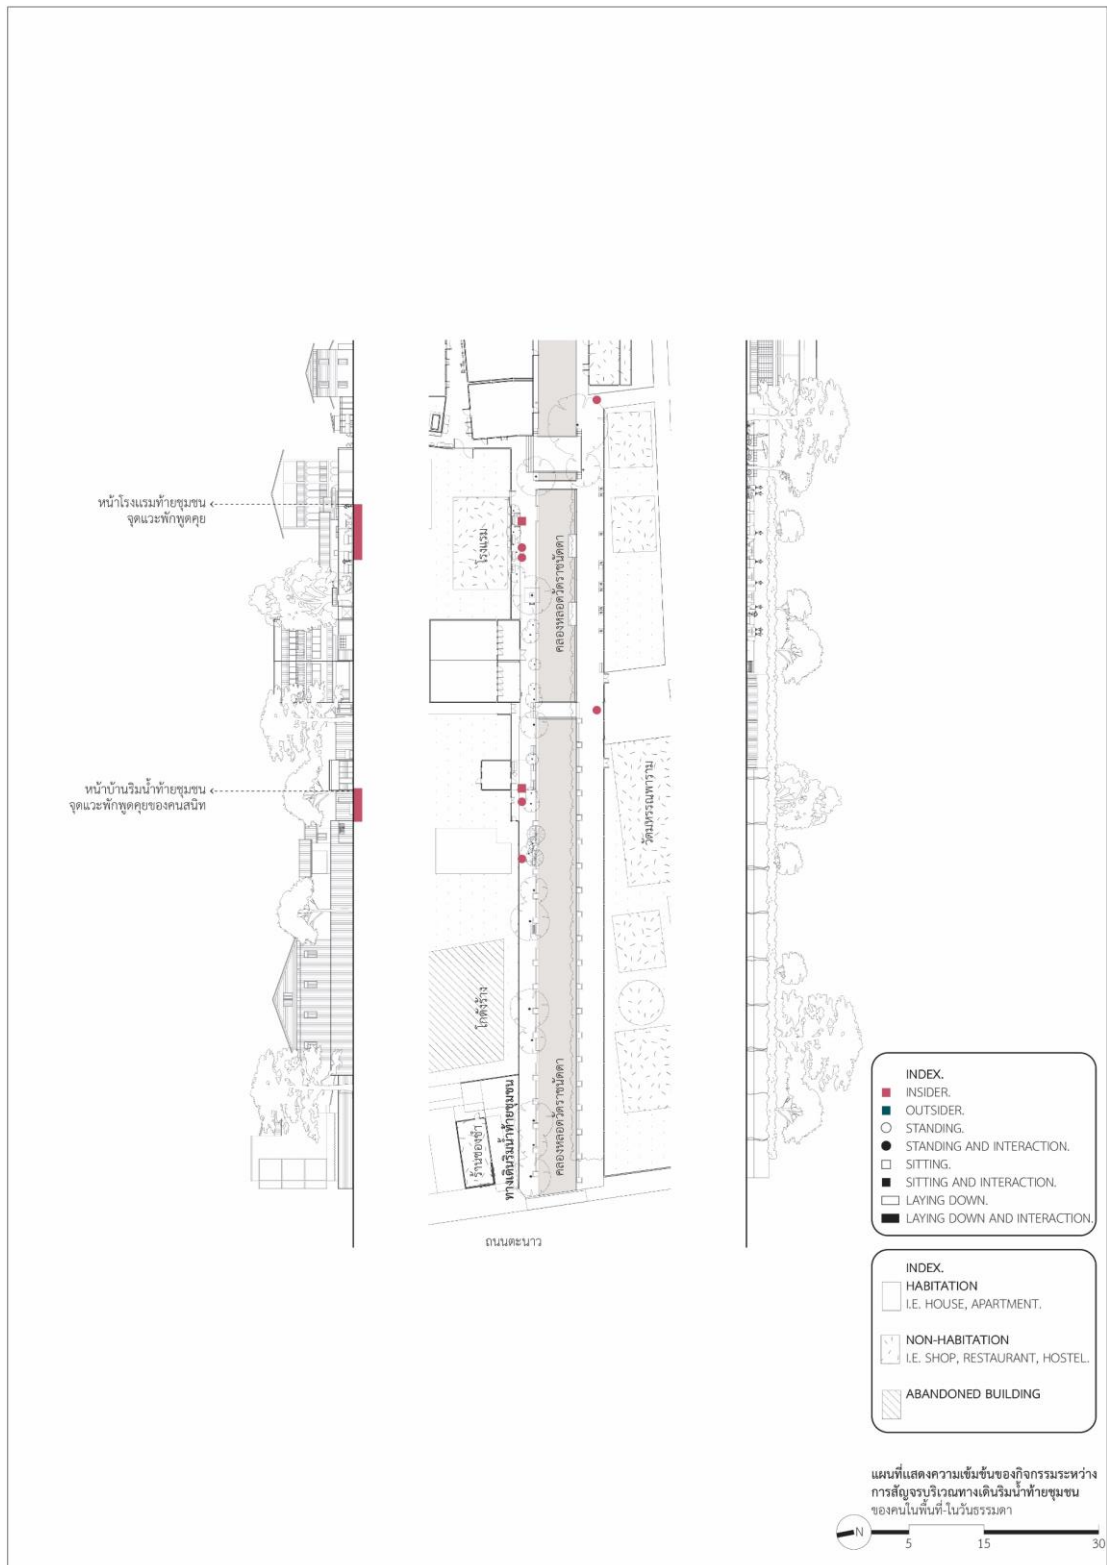 หน้าโรงแรมท้ายชุมชน
จุดแวะพักพูดคุย
หน้าบ้านริมน้ำท้ายชุมชน
จุดแวะพักพูดคุยของคนสนิท
โรงแรม
คลองหลอดวัดราชนัดดา
วัดมหรรณพาราม
โกดังร้าง
ร้านของชำ
ทางเดินริมน้ำท้ายชุมชน
คลองหลอดวัดราชนัดดา
ถนนตะนาว
INDEX.
INSIDER.
OUTSIDER.
STANDING.
STANDING AND INTERACTION.
SITTING.
SITTING AND INTERACTION.
LAYING DOWN.
LAYING DOWN AND INTERACTION.
INDEX.
HABITATION
I.E. HOUSE, APARTMENT.
NON-HABITATION
I.E. SHOP, RESTAURANT, HOSTEL.
ABANDONED BUILDING
แผนที่แสดงความเข้มข้นของกิจกรรมระหว่าง
การสัญจรบริเวณทางเดินริมน้ำท้ายชุมชน
ของคนในพื้นที่-ในวันธรรมดา
N
5 15 30